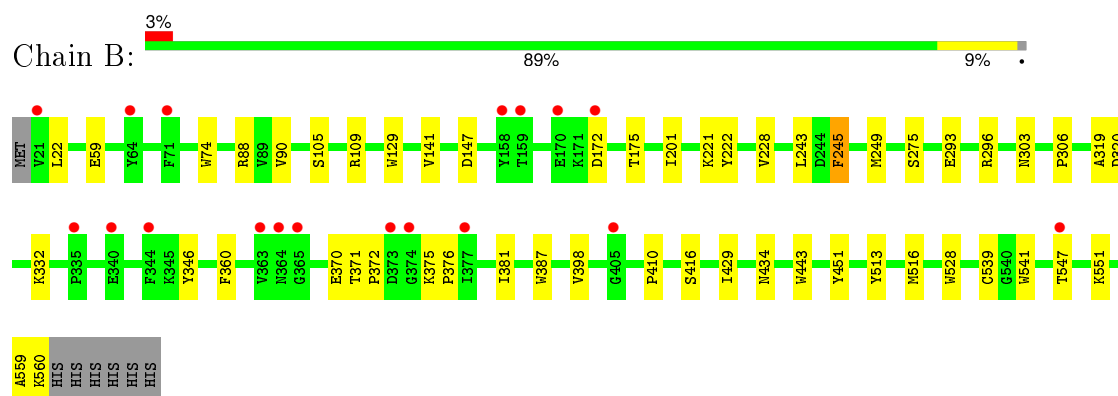 3%
Chain B:
89% 9% •
MET V21 L22 E59 Y64 F71 W74 R88 V89 V90 S105 R109 W129 V141 D147 Y158 T159 E170 K171 D172 T175 I201 K221 Y222 V228 L243 D244 F245 M249 S275 E293 R296 N303 P306 A319 D320
K332 P335 E340 F344 K345 Y346 F360 V363 N364 G365 E370 T371 P372 D373 G374 K375 P376 I377 I381 W387 V398 G405 P410 S416 I429 N434 W443 Y451 Y513 M516 W528 C539 G540 W541 T547 K551
A559 K560 HIS HIS HIS HIS HIS HIS